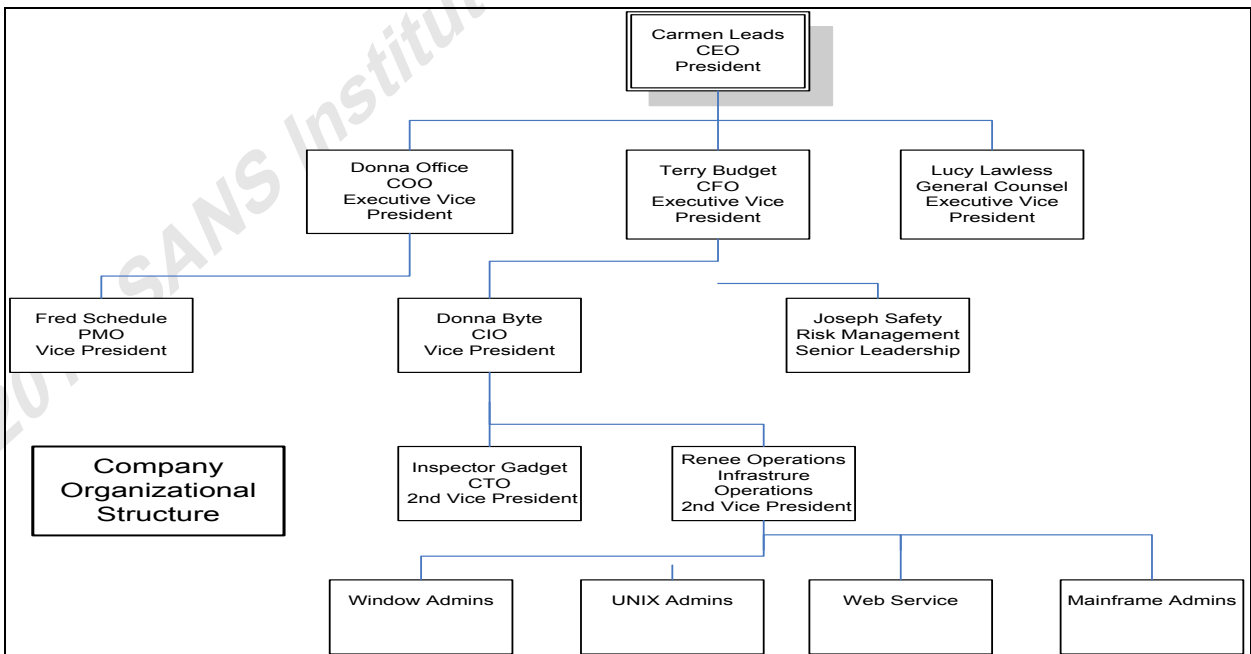 Carmen Leads
CEO
President
Donna Office
COO
Executive Vice
President
Terry Budget
CFO
Executive Vice
President
Lucy Lawless
General Counsel
Executive Vice
President
Fred Schedule
PMO
Vice President
Donna Byte
CIO
Vice President
Joseph Safety
Risk Management
Senior Leadership
Company
Organizational
Structure
Inspector Gadget
CTO
2nd Vice President
Renee Operations
Infrastrure
Operations
2nd Vice President
Window Admins
UNIX Admins
Web Service
Mainframe Admins
SANS